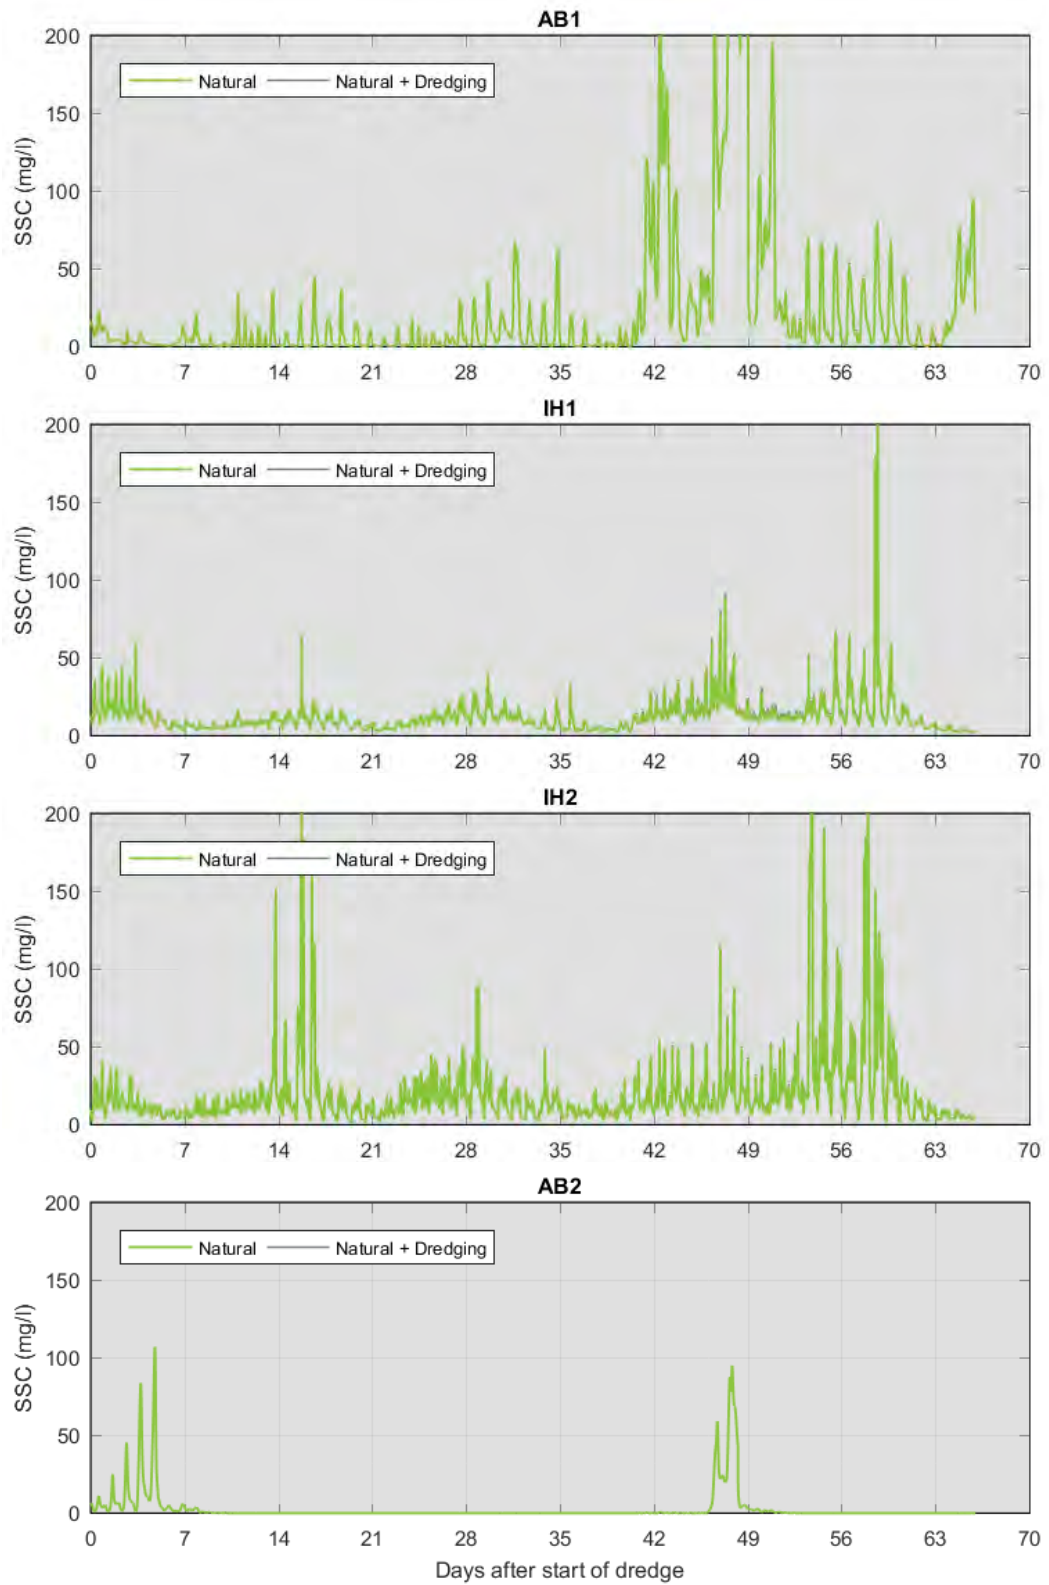 AB1
200
150
100
50
0
SSC (mg/l)
Natural
Natural + Dredging
0 7 14 21 28 35 42 49 56 63 70
IH1
200
150
100
50
0
SSC (mg/l)
Natural
Natural + Dredging
0 7 14 21 28 35 42 49 56 63 70
IH2
200
150
100
50
0
SSC (mg/l)
Natural
Natural + Dredging
0 7 14 21 28 35 42 49 56 63 70
AB2
200
150
100
50
0
SSC (mg/l)
Natural
Natural + Dredging
0 7 14 21 28 35 42 49 56 63 70
Days after start of dredge